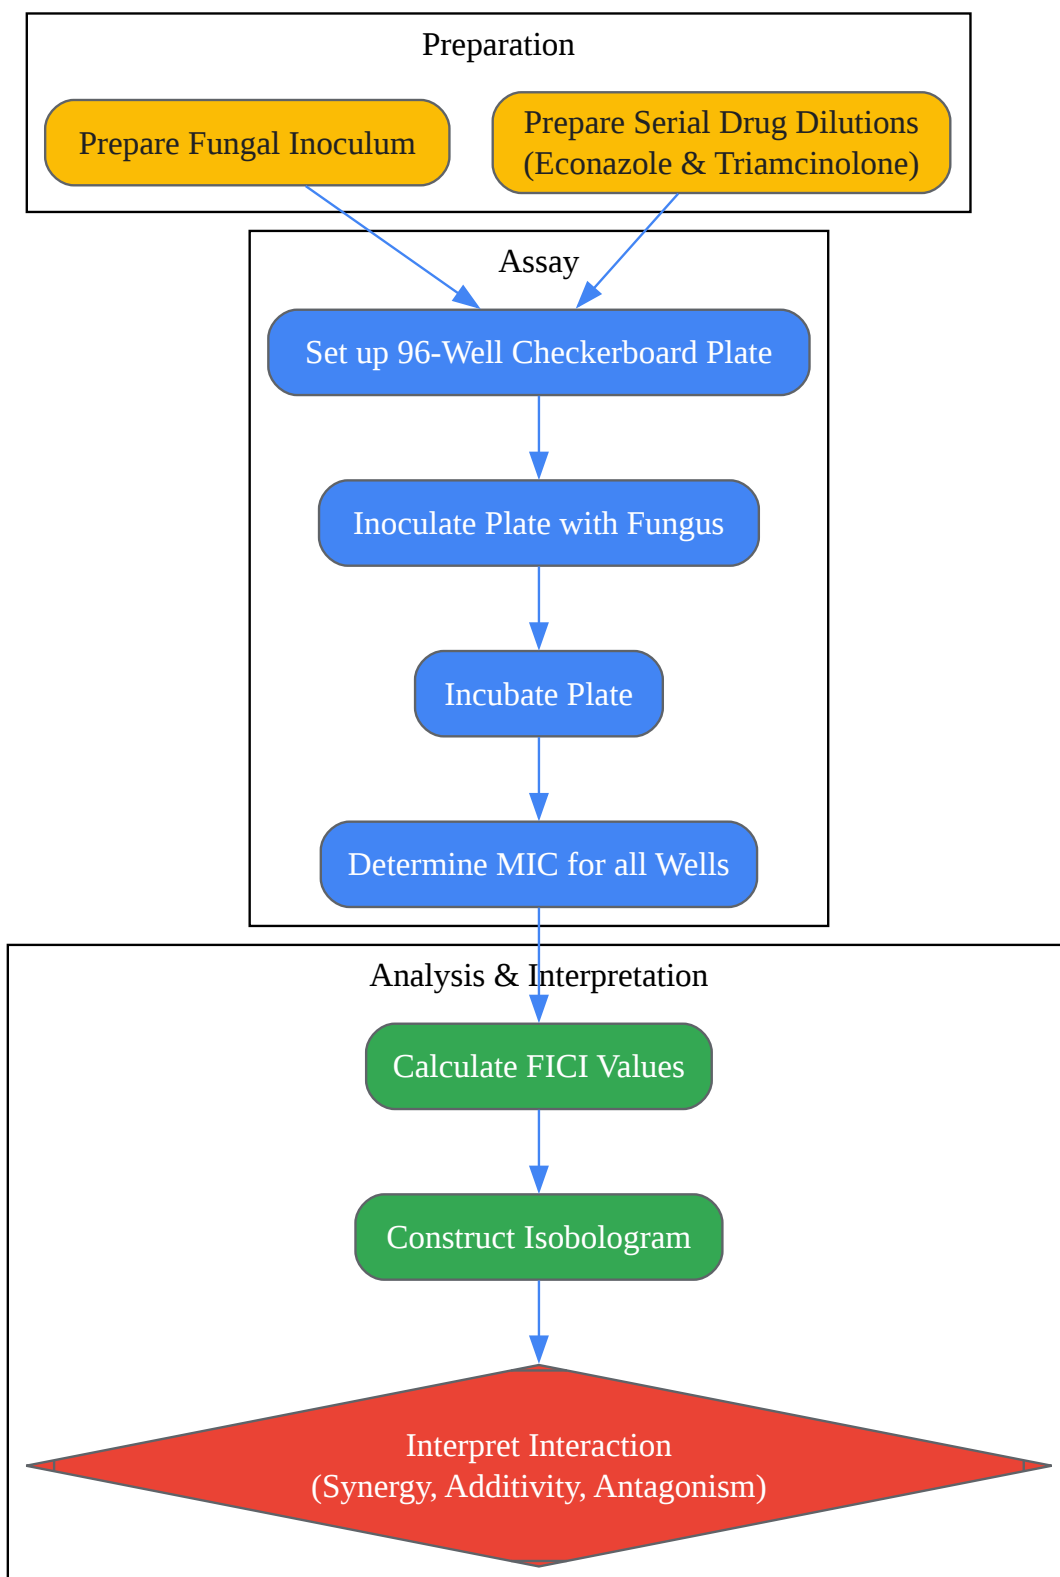 Preparation
Prepare Fungal Inoculum
Prepare Serial Drug Dilutions
(Econazole & Triamcinolone)
Assay
Set up 96-Well Checkerboard Plate
Inoculate Plate with Fungus
Incubate Plate
Determine MIC for all Wells
Analysis & Interpretation
Calculate FICI Values
Construct Isobologram
Interpret Interaction
(Synergy, Additivity, Antagonism)